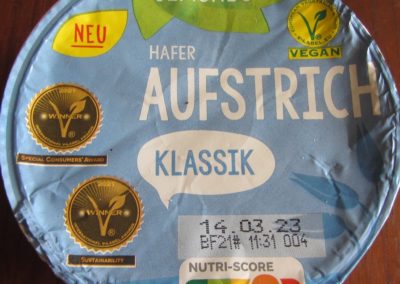 NEU
VEGAN
HAFER
AUFSTRICH
KLASSIK
WINNER
SPECIAL CONSUMERS' AWARD
WINNER
SUSTAINABILITY
14.03.23
BF21# 11:31 004
NUTRI-SCORE